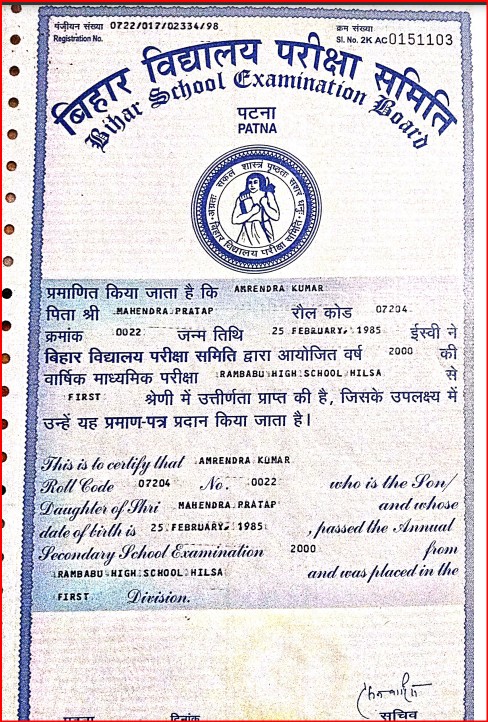 पंजीयन संख्या 0722/017/02334/98 क्रम संख्या
Registration No. Sl. No. 2K AC 0151103
बिहार विद्यालय परीक्षा समिति
Bihar School Examination Board
पटना
PATNA
बिहार विद्यालय परीक्षा समिति
प्रमाणित किया जाता है कि AMRENDRA KUMAR
पिता श्री MAHENDRA PRATAP रौल कोड 07204
क्रमांक 0022 जन्म तिथि 25 FEBRUARY, 1985 ईस्वी ने
बिहार विद्यालय परीक्षा समिति द्वारा आयोजित वर्ष 2000 की
वार्षिक माध्यमिक परीक्षा RAMBABU HIGH SCHOOL HILSA से
FIRST श्रेणी में उत्तीर्णता प्राप्त की है, जिसके उपलक्ष्य में
उन्हें यह प्रमाण-पत्र प्रदान किया जाता है।
This is to certify that AMRENDRA KUMAR
Roll Code 07204 No. 0022 who is the Son/
Daughter of Shri MAHENDRA PRATAP and whose
date of birth is 25 FEBRUARY, 1985 , passed the Annual
Secondary School Examination 2000 from
RAMBABU HIGH SCHOOL HILSA and was placed in the
FIRST Division.
सचिव